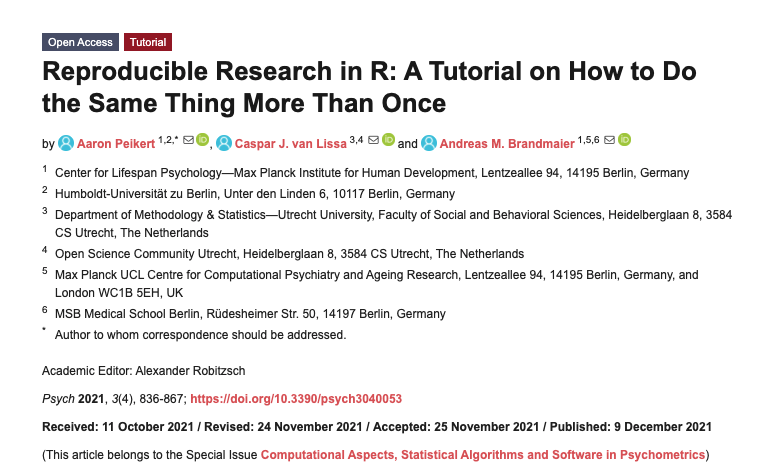 Open Access Tutorial
Reproducible Research in R: A Tutorial on How to Do
the Same Thing More Than Once
by Aaron Peikert 1,2,* iD, Caspar J. van Lissa 3,4 iD and Andreas M. Brandmaier 1,5,6 iD
1 Center for Lifespan Psychology—Max Planck Institute for Human Development, Lentzeallee 94, 14195 Berlin, Germany
2 Humboldt-Universität zu Berlin, Unter den Linden 6, 10117 Berlin, Germany
3 Department of Methodology & Statistics—Utrecht University, Faculty of Social and Behavioral Sciences, Heidelberglaan 8, 3584
CS Utrecht, The Netherlands
4 Open Science Community Utrecht, Heidelberglaan 8, 3584 CS Utrecht, The Netherlands
5 Max Planck UCL Centre for Computational Psychiatry and Ageing Research, Lentzeallee 94, 14195 Berlin, Germany, and
London WC1B 5EH, UK
6 MSB Medical School Berlin, Rüdesheimer Str. 50, 14197 Berlin, Germany
* Author to whom correspondence should be addressed.
Academic Editor: Alexander Robitzsch
Psych 2021, 3(4), 836-867; https://doi.org/10.3390/psych3040053
Received: 11 October 2021 / Revised: 24 November 2021 / Accepted: 25 November 2021 / Published: 9 December 2021
(This article belongs to the Special Issue Computational Aspects, Statistical Algorithms and Software in Psychometrics)